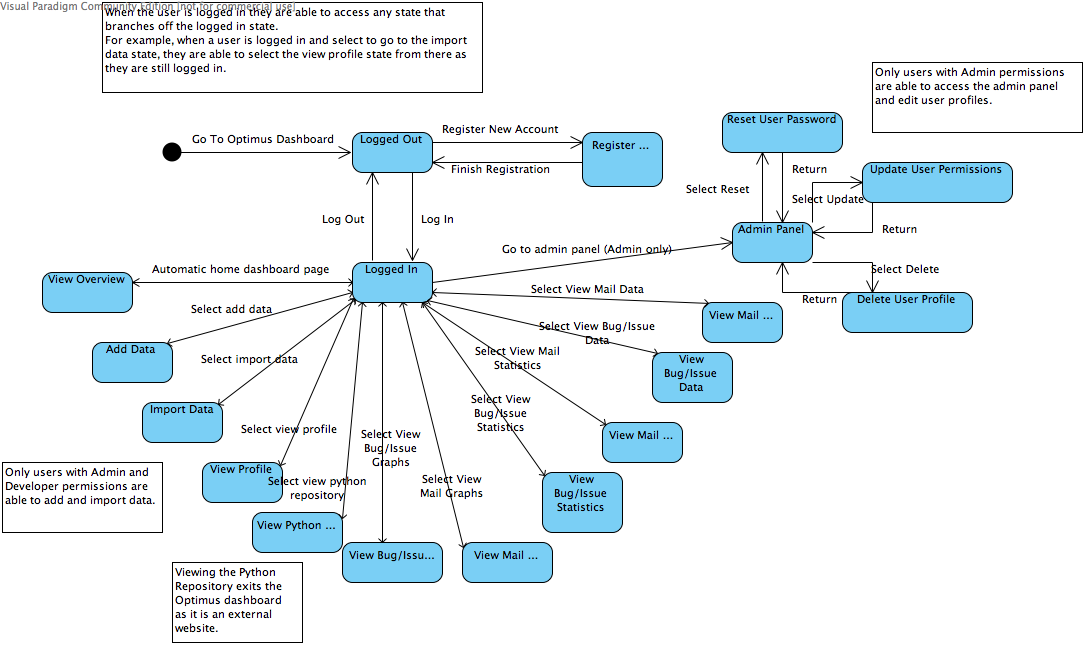 Visual Paradigm Community Edition [not for commercial use]
When the user is logged in they are able to access any state that
branches off the logged in state.
For example, when a user is logged in and select to go to the import
data state, they are able to select the view profile state from there as
they are still logged in.
Only users with Admin permissions
are able to access the admin panel
and edit user profiles.
Go To Optimus Dashboard
Logged Out
Register New Account
Register ...
Finish Registration
Reset User Password
Return
Select Reset
Update User Permissions
Select Update
Return
Admin Panel
Log Out
Log In
Go to admin panel (Admin only)
Select Delete
Return
Delete User Profile
Automatic home dashboard page
Logged In
View Overview
Select View Mail Data
View Mail ...
Select add data
Add Data
Select View Bug/Issue
Data
View
Bug/Issue
Data
Select import data
Import Data
Select View Mail
Statistics
View Mail ...
Select View
Bug/Issue
Statistics
View
Bug/Issue
Statistics
Select view profile
View Profile
Select View
Bug/Issue
Graphs
Select View
Mail Graphs
Select view python
repository
View Python ...
View Bug/Issu...
View Mail ...
Only users with Admin and
Developer permissions are
able to add and import data.
Viewing the Python
Repository exits the
Optimus dashboard
as it is an external
website.